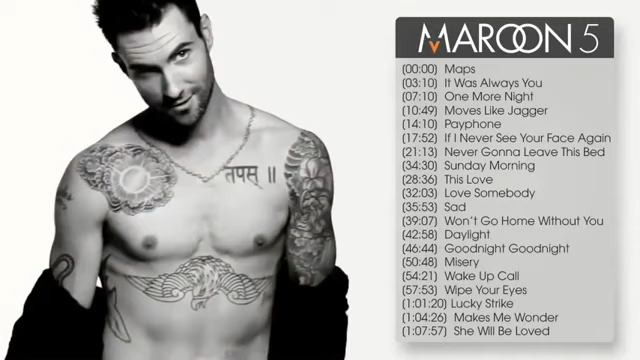 तपस् ॥
MAROON 5
(00:00) Maps
(03:10) It Was Always You
(07:10) One More Night
(10:49) Moves Like Jagger
(14:10) Payphone
(17:52) If I Never See Your Face Again
(21:13) Never Gonna Leave This Bed
(34:30) Sunday Morning
(28:36) This Love
(32:03) Love Somebody
(35:53) Sad
(39:07) Won't Go Home Without You
(42:58) Daylight
(46:44) Goodnight Goodnight
(50:48) Misery
(54:21) Wake Up Call
(57:53) Wipe Your Eyes
(1:01:20) Lucky Strike
(1:04:26) Makes Me Wonder
(1:07:57) She Will Be Loved